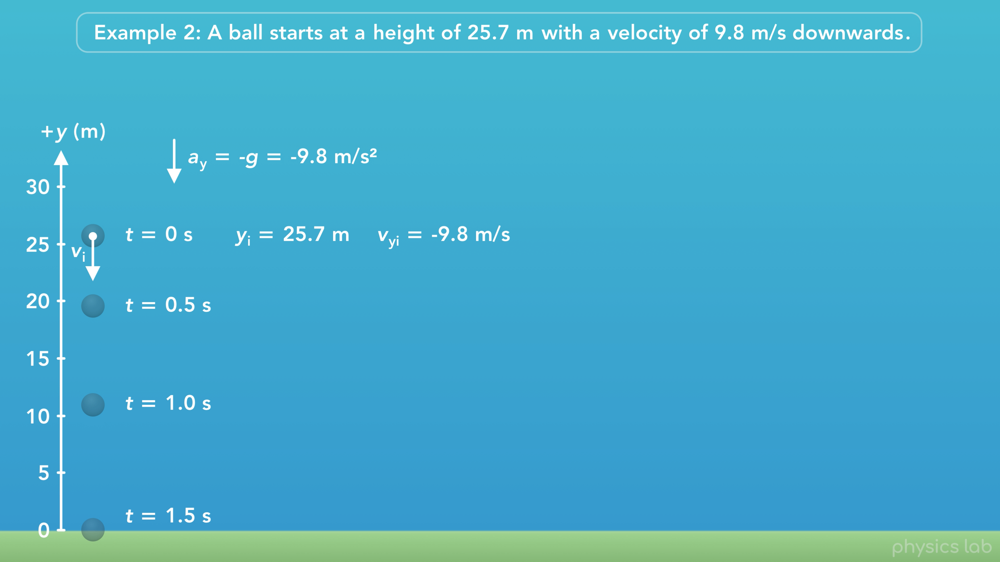 Example 2: A ball starts at a height of 25.7 m with a velocity of 9.8 m/s downwards.
+y (m)
ay = -g = -9.8 m/s²
30
t = 0 s yi = 25.7 m vyi = -9.8 m/s
25
vi
20
t = 0.5 s
15
t = 1.0 s
10
5
t = 1.5 s
0
physics lab